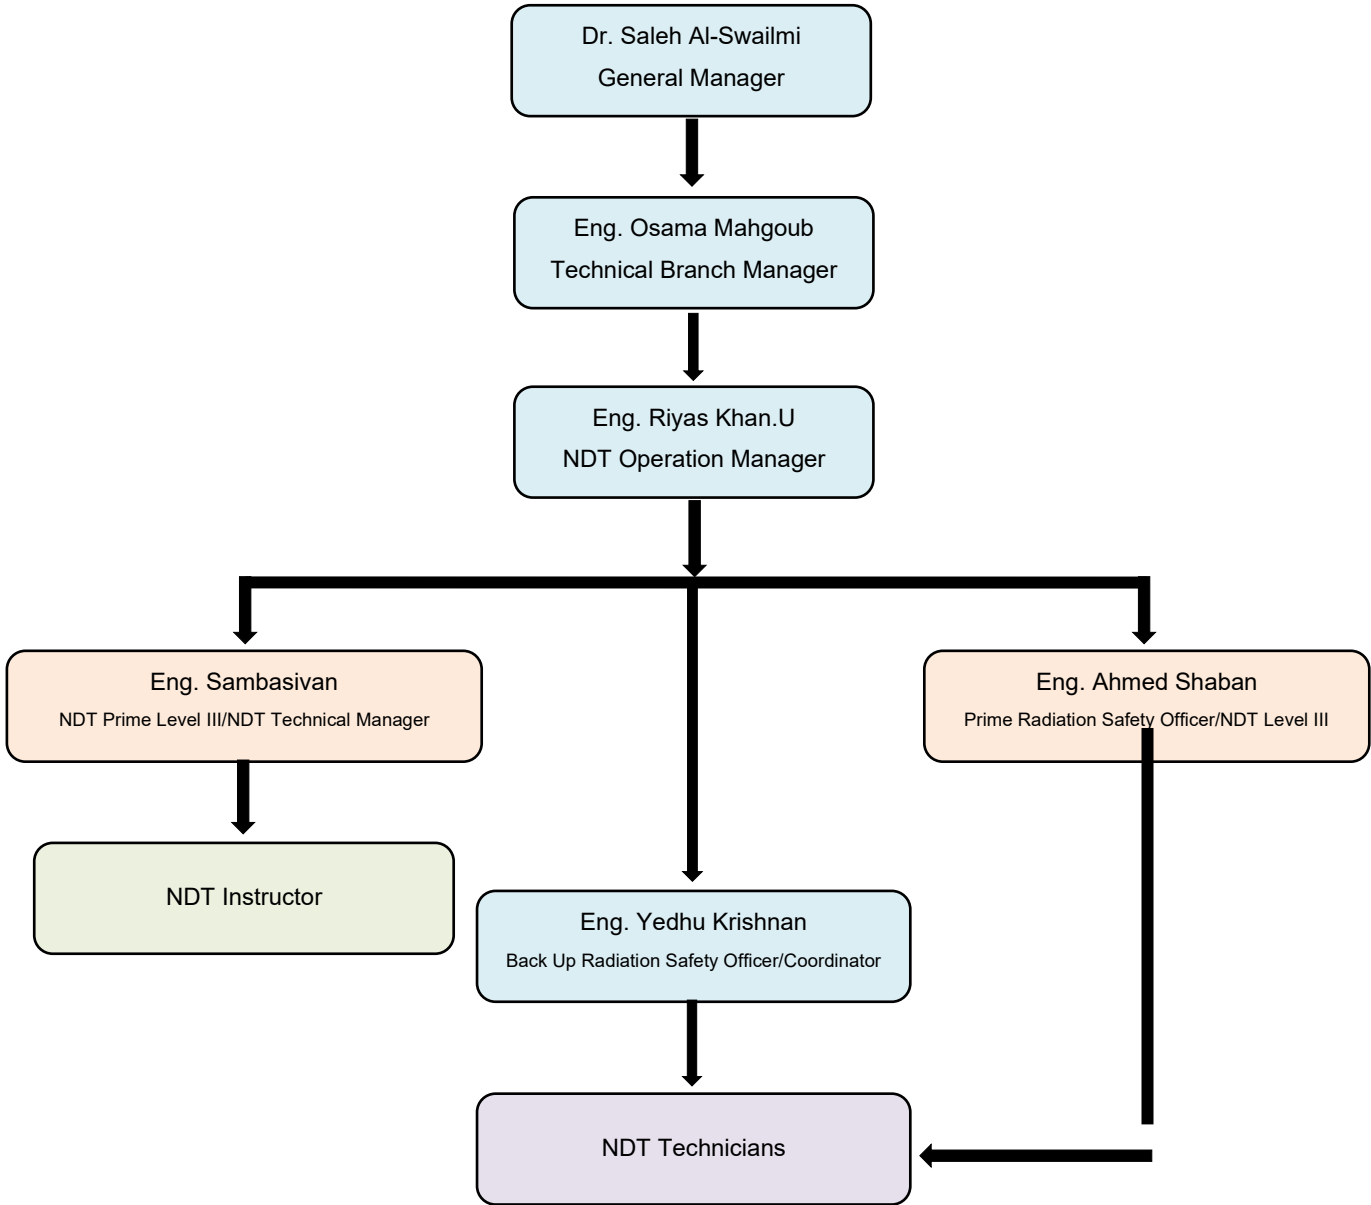 Dr. Saleh Al-Swailmi
General Manager
Eng. Osama Mahgoub
Technical Branch Manager
Eng. Riyas Khan.U
NDT Operation Manager
Eng. Sambasivan
NDT Prime Level III/NDT Technical Manager
Eng. Ahmed Shaban
Prime Radiation Safety Officer/NDT Level III
NDT Instructor
Eng. Yedhu Krishnan
Back Up Radiation Safety Officer/Coordinator
NDT Technicians